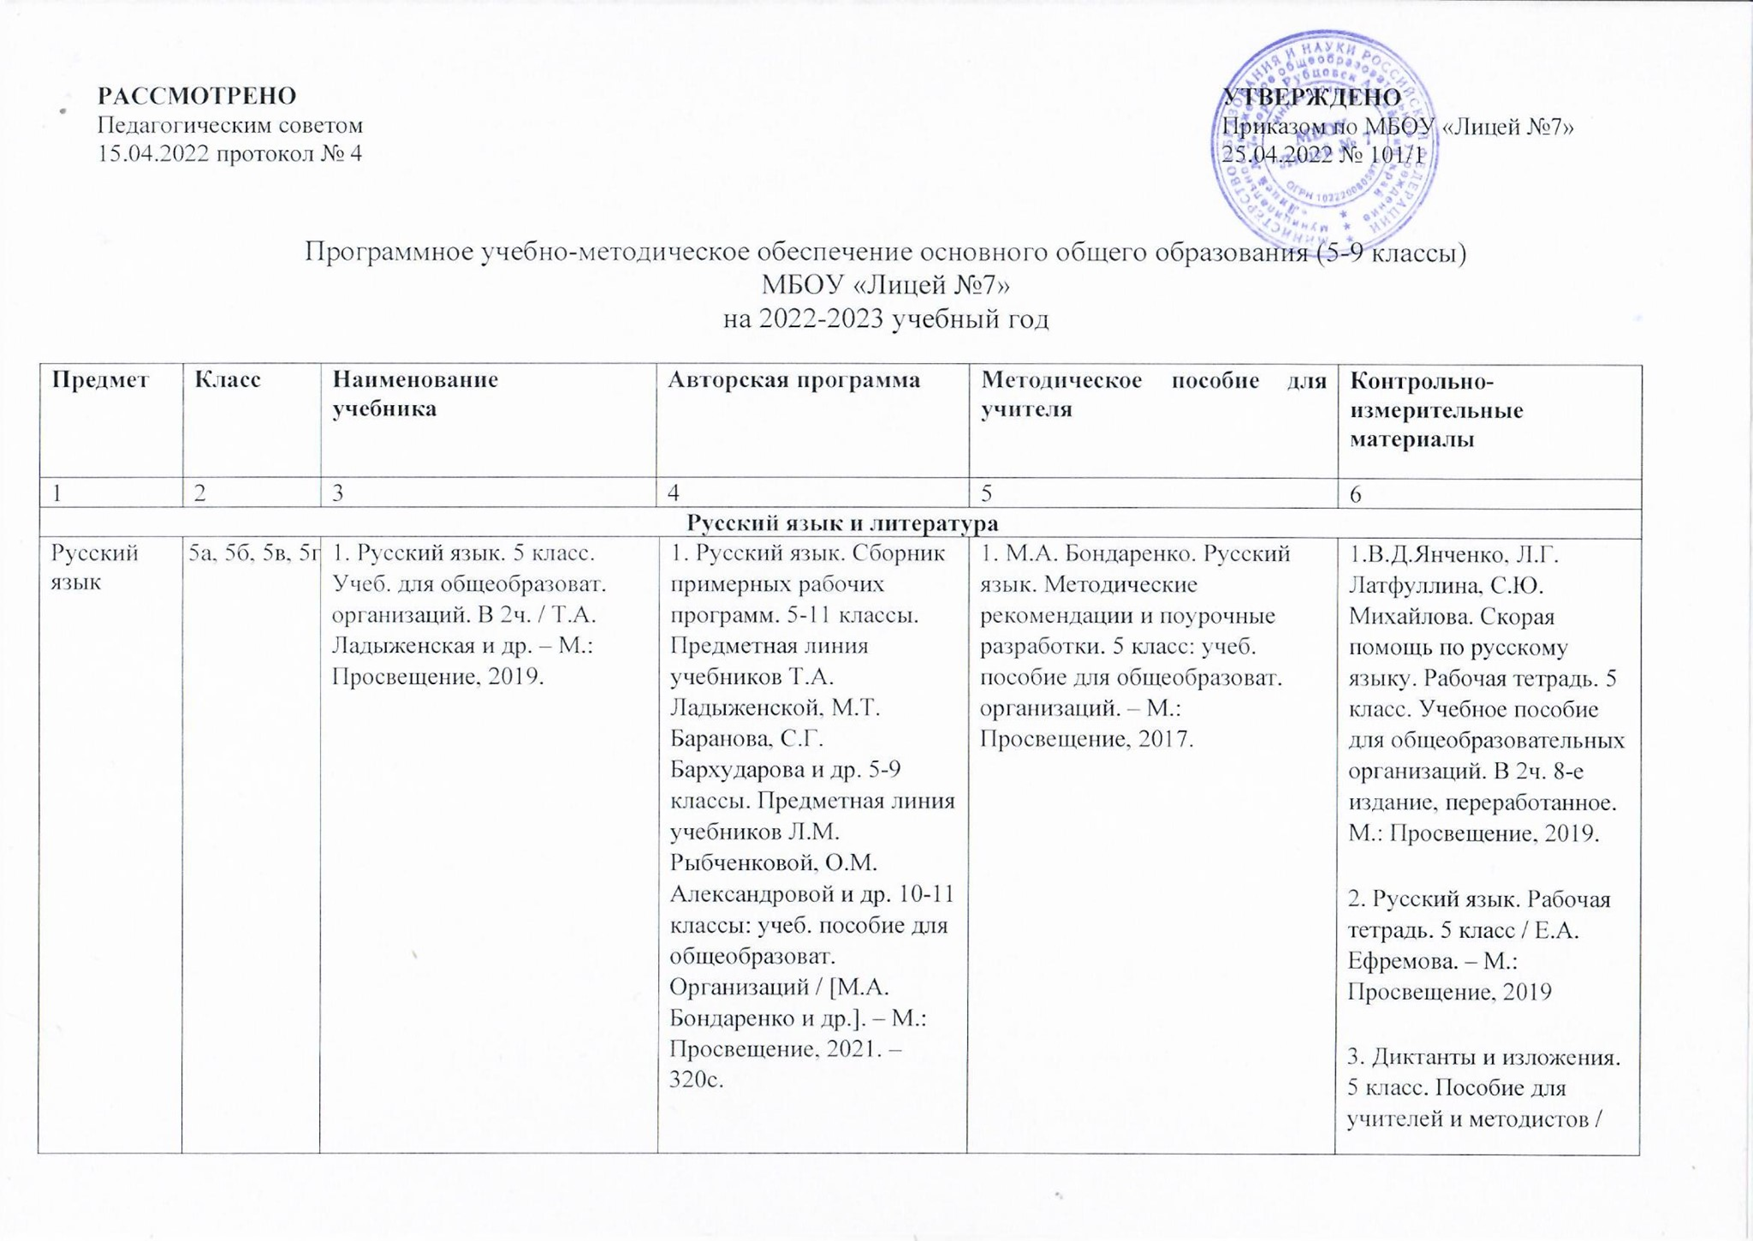 РАССМОТРЕНО
Педагогическим советом
15.04.2022 протокол № 4
УТВЕРЖДЕНО
Приказом по МБОУ «Лицей №7»
25.04.2022 № 101/1
Программное учебно-методическое обеспечение основного общего образования (5-9 классы)
МБОУ «Лицей №7»
на 2022-2023 учебный год
Предмет
Класс
Наименование
учебника
Авторская программа
Методическое пособие для
учителя
Контрольно-
измерительные
материалы
1
2
3
4
5
6
Русский язык и литература
Русский
язык
5а, 5б, 5в, 5г
1. Русский язык. 5 класс.
Учеб. для общеобразоват.
организаций. В 2ч. / Т.А.
Ладыженская и др. – М.:
Просвещение, 2019.
1. Русский язык. Сборник
примерных рабочих
программ. 5-11 классы.
Предметная линия
учебников Т.А.
Ладыженской, М.Т.
Баранова, С.Г.
Бархударова и др. 5-9
классы. Предметная линия
учебников Л.М.
Рыбченковой, О.М.
Александровой и др. 10-11
классы: учеб. пособие для
общеобразоват.
Организаций / [М.А.
Бондаренко и др.]. – М.:
Просвещение, 2021. –
320с.
1. М.А. Бондаренко. Русский
язык. Методические
рекомендации и поурочные
разработки. 5 класс: учеб.
пособие для общеобразоват.
организаций. – М.:
Просвещение, 2017.
1.В.Д.Янченко, Л.Г.
Латфуллина, С.Ю.
Михайлова. Скорая
помощь по русскому
языку. Рабочая тетрадь. 5
класс. Учебное пособие
для общеобразовательных
организаций. В 2ч. 8-е
издание, переработанное.
М.: Просвещение, 2019.
2. Русский язык. Рабочая
тетрадь. 5 класс / Е.А.
Ефремова. – М.:
Просвещение, 2019
3. Диктанты и изложения.
5 класс. Пособие для
учителей и методистов /